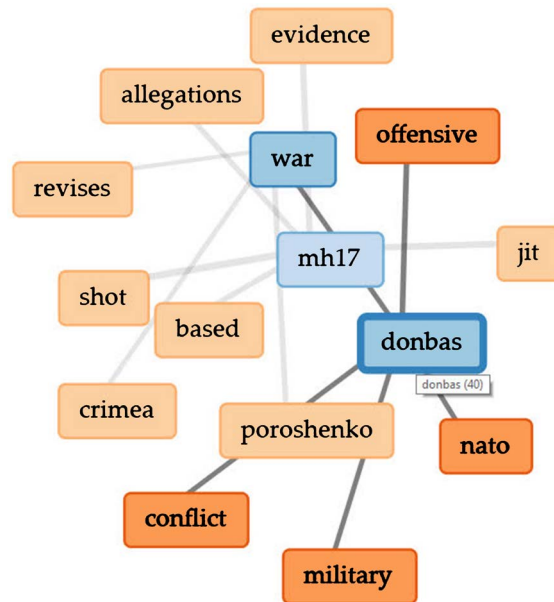 evidence
allegations
offensive
war
revises
mh17
jit
shot
based
donbas
donbas (40)
crimea
poroshenko
nato
conflict
military